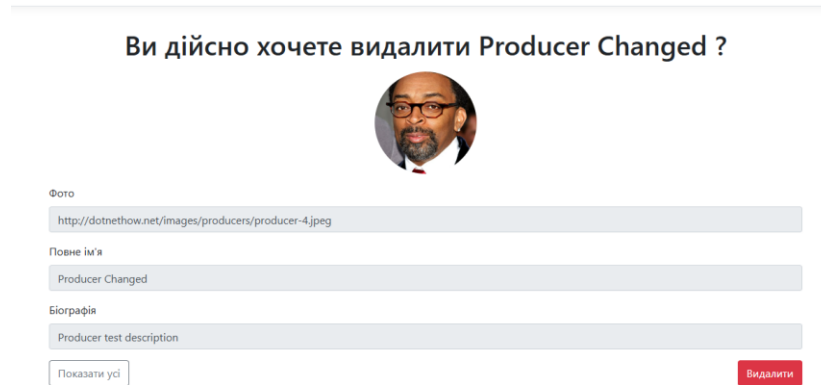 Ви дійсно хочете видалити Producer Changed ?
Фото
http://dotnethow.net/images/producers/producer-4.jpeg
Повне ім'я
Producer Changed
Біографія
Producer test description
Показати усі
Видалити